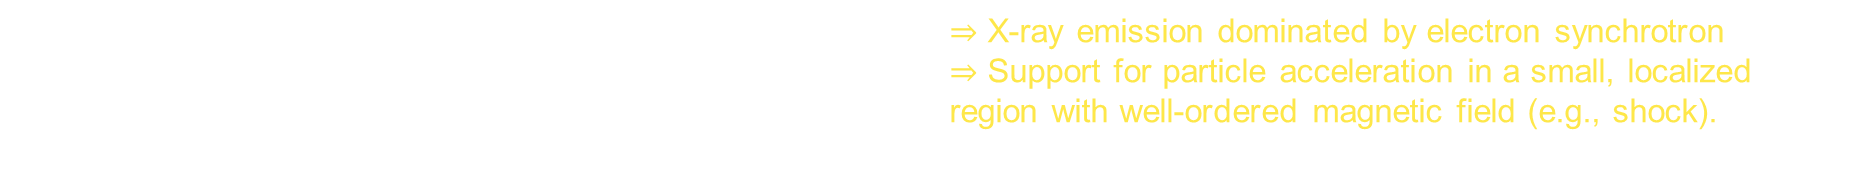 ⇒ X-ray emission dominated by electron synchrotron
⇒ Support for particle acceleration in a small, localized
region with well-ordered magnetic field (e.g., shock).